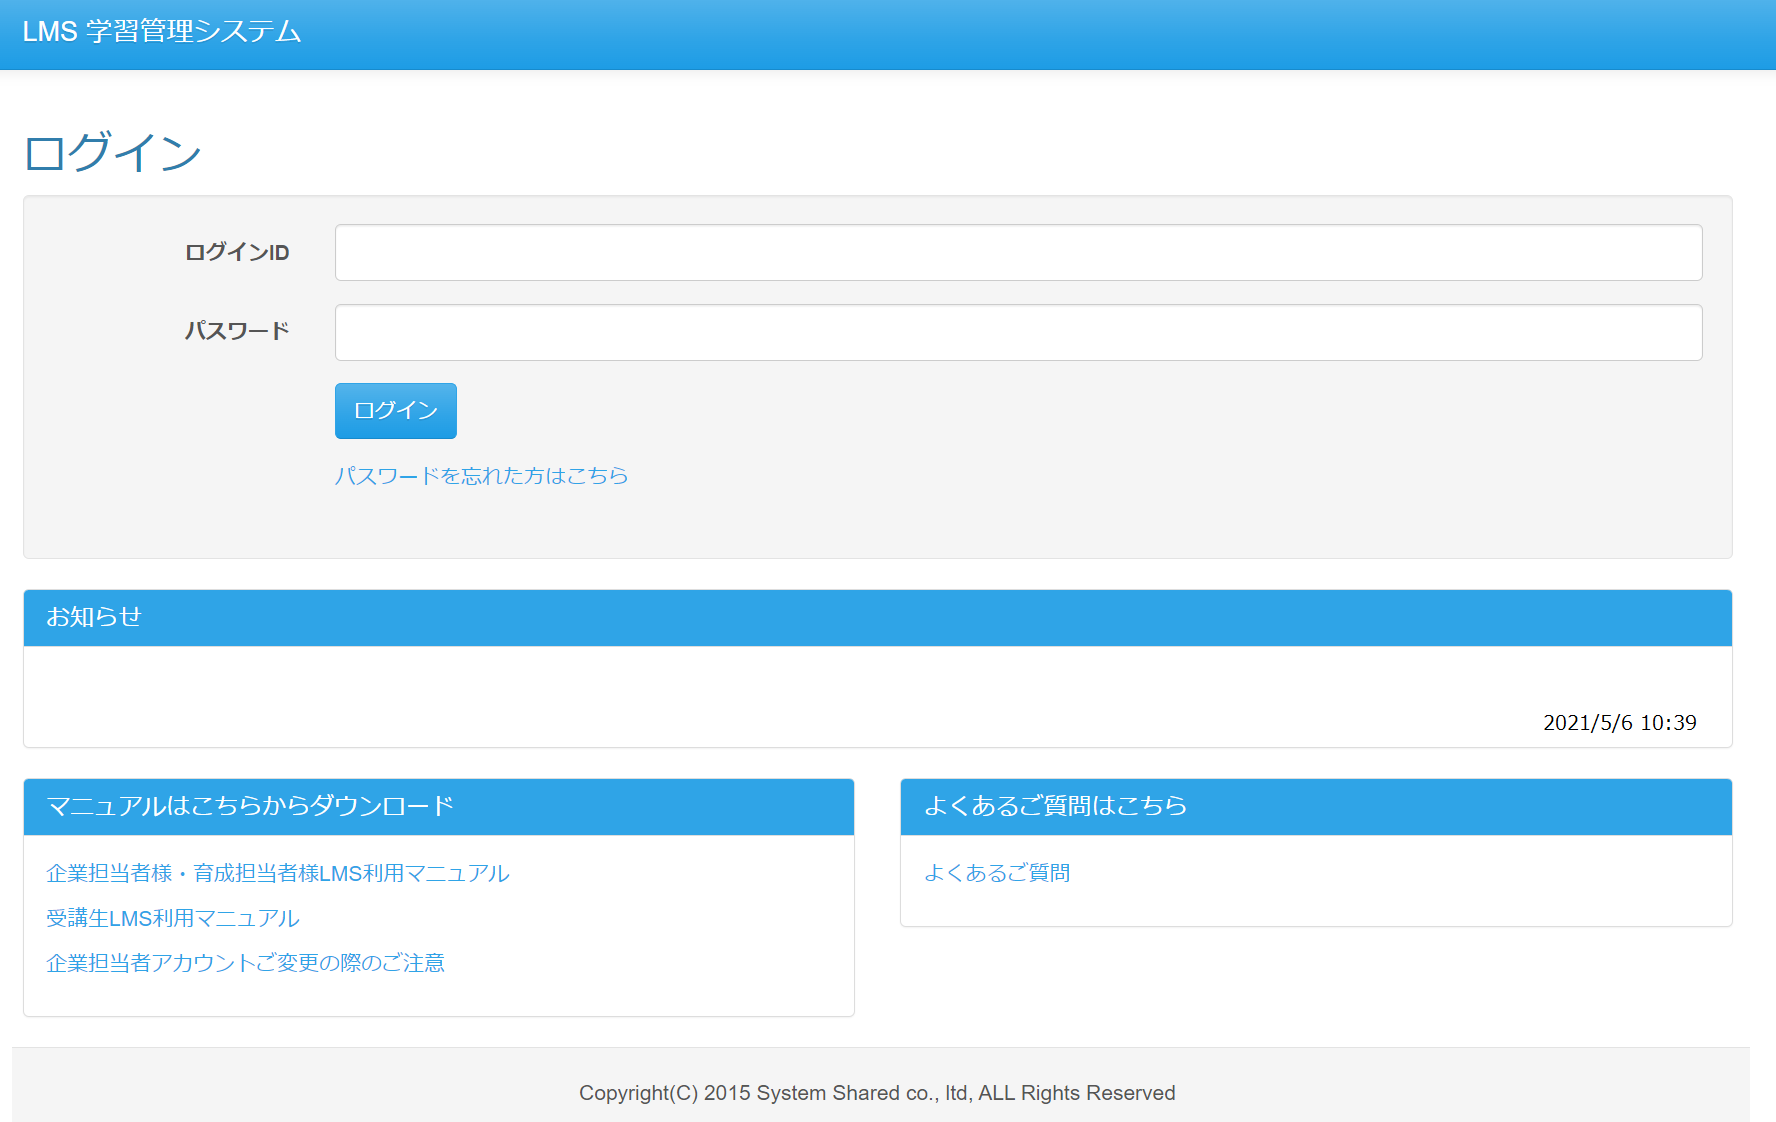 LMS 学習管理システム
ログイン
ログインID
パスワード
ログイン
パスワードを忘れた方はこちら
お知らせ
2021/5/6 10:39
マニュアルはこちらからダウンロード
企業担当者様・育成担当者様LMS利用マニュアル
受講生LMS利用マニュアル
企業担当者アカウントご変更の際のご注意
よくあるご質問はこちら
よくあるご質問
Copyright(C) 2015 System Shared co., ltd, ALL Rights Reserved